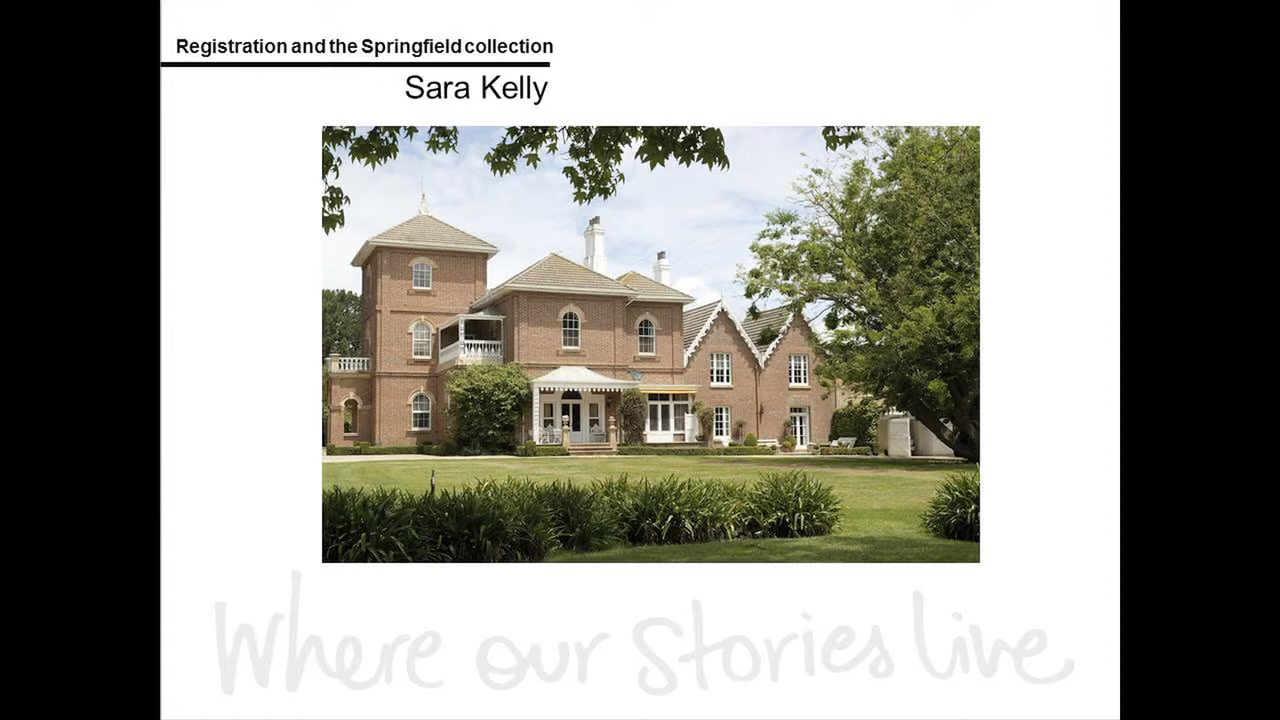 Registration and the Springfield collection
Sara Kelly
Where our Stories live